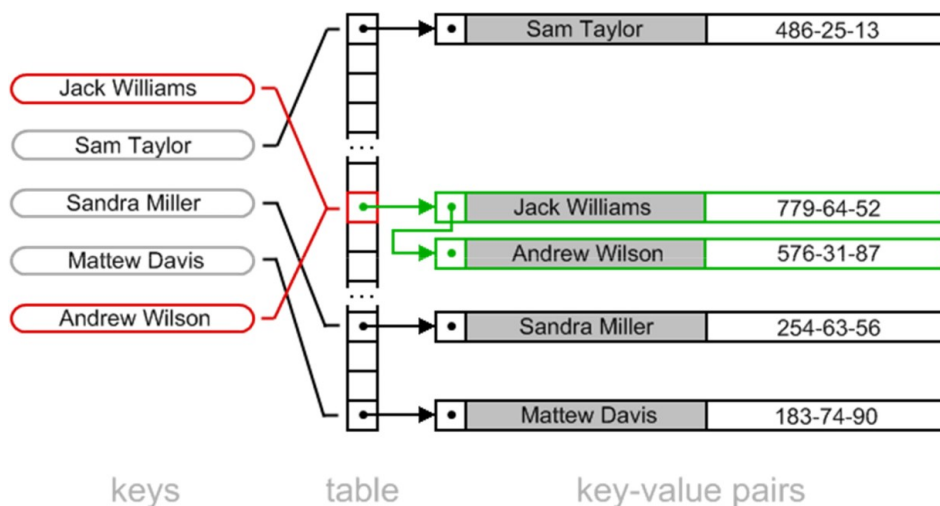 Sam Taylor 486-25-13
Jack Williams
Sam Taylor
...
Sandra Miller
Jack Williams 779-64-52
Mattew Davis
Andrew Wilson 576-31-87
...
Andrew Wilson
Sandra Miller 254-63-56
Mattew Davis 183-74-90
keys table key-value pairs